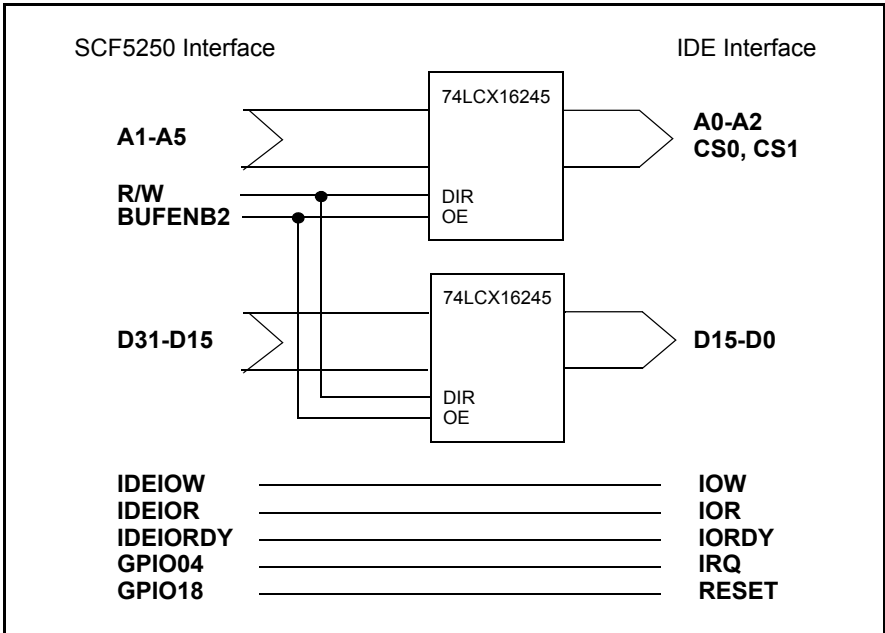 SCF5250 Interface IDE Interface
74LCX16245
A1-A5
A0-A2
CS0, CS1
R/W
DIR
BUFENB2
OE
74LCX16245
D31-D15
D15-D0
DIR
OE
IDEIOW IOW
IDEIOR IOR
IDEIORDY IORDY
GPIO04 IRQ
GPIO18 RESET